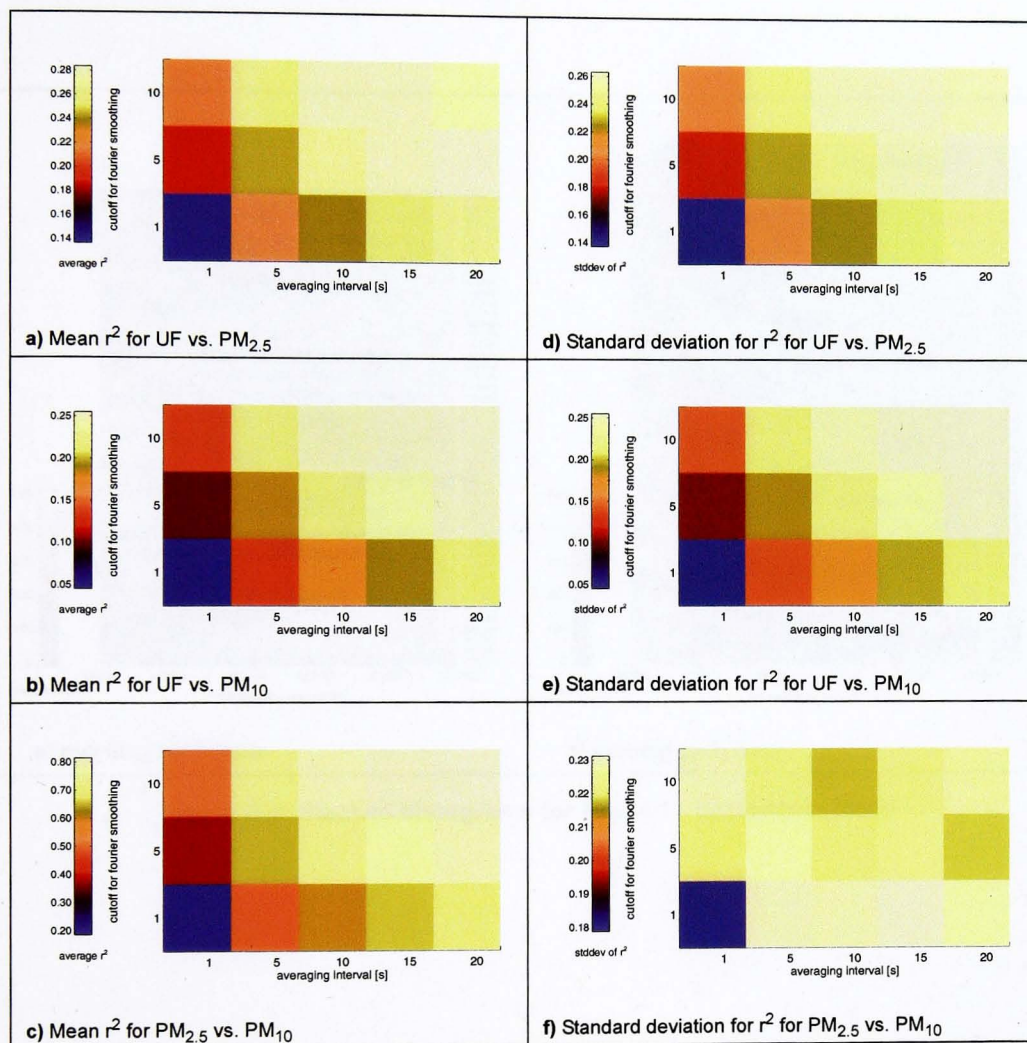 0.28
0.26
0.24
0.22
0.20
0.18
0.16
0.14
average r²
cutoff for fourier smoothing
10
5
1
1 5 10 15 20
averaging interval [s]
a) Mean r² for UF vs. PM₂.₅
0.26
0.24
0.22
0.20
0.18
0.16
0.14
stddev of r²
cutoff for fourier smoothing
10
5
1
1 5 10 15 20
averaging interval [s]
d) Standard deviation for r² for UF vs. PM₂.₅
0.25
0.20
0.15
0.10
0.05
average r²
cutoff for fourier smoothing
10
5
1
1 5 10 15 20
averaging interval [s]
b) Mean r² for UF vs. PM₁₀
0.25
0.20
0.15
0.10
0.05
stddev of r²
cutoff for fourier smoothing
10
5
1
1 5 10 15 20
averaging interval [s]
e) Standard deviation for r² for UF vs. PM₁₀
0.80
0.70
0.60
0.50
0.40
0.30
0.20
average r²
cutoff for fourier smoothing
10
5
1
1 5 10 15 20
averaging interval [s]
c) Mean r² for PM₂.₅ vs. PM₁₀
0.23
0.22
0.21
0.20
0.19
0.18
stddev of r²
cutoff for fourier smoothing
10
5
1
1 5 10 15 20
averaging interval [s]
f) Standard deviation for r² for PM₂.₅ vs. PM₁₀